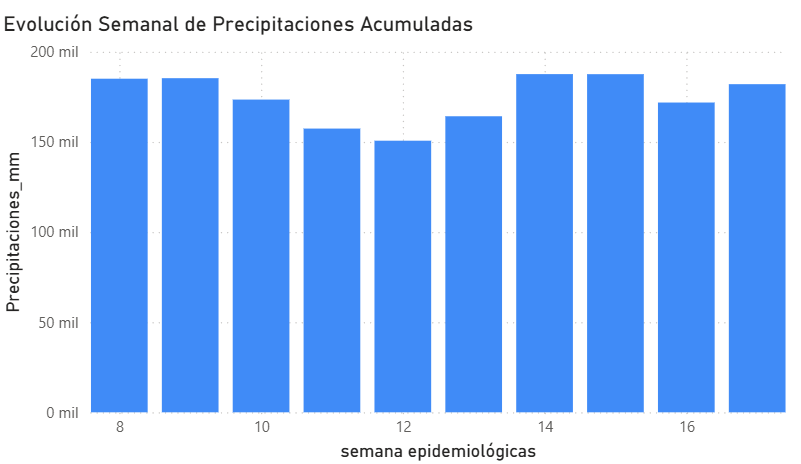 Evolución Semanal de Precipitaciones Acumuladas
200 mil
150 mil
100 mil
50 mil
0 mil
Precipitaciones_mm
8 10 12 14 16
semana epidemiológicas